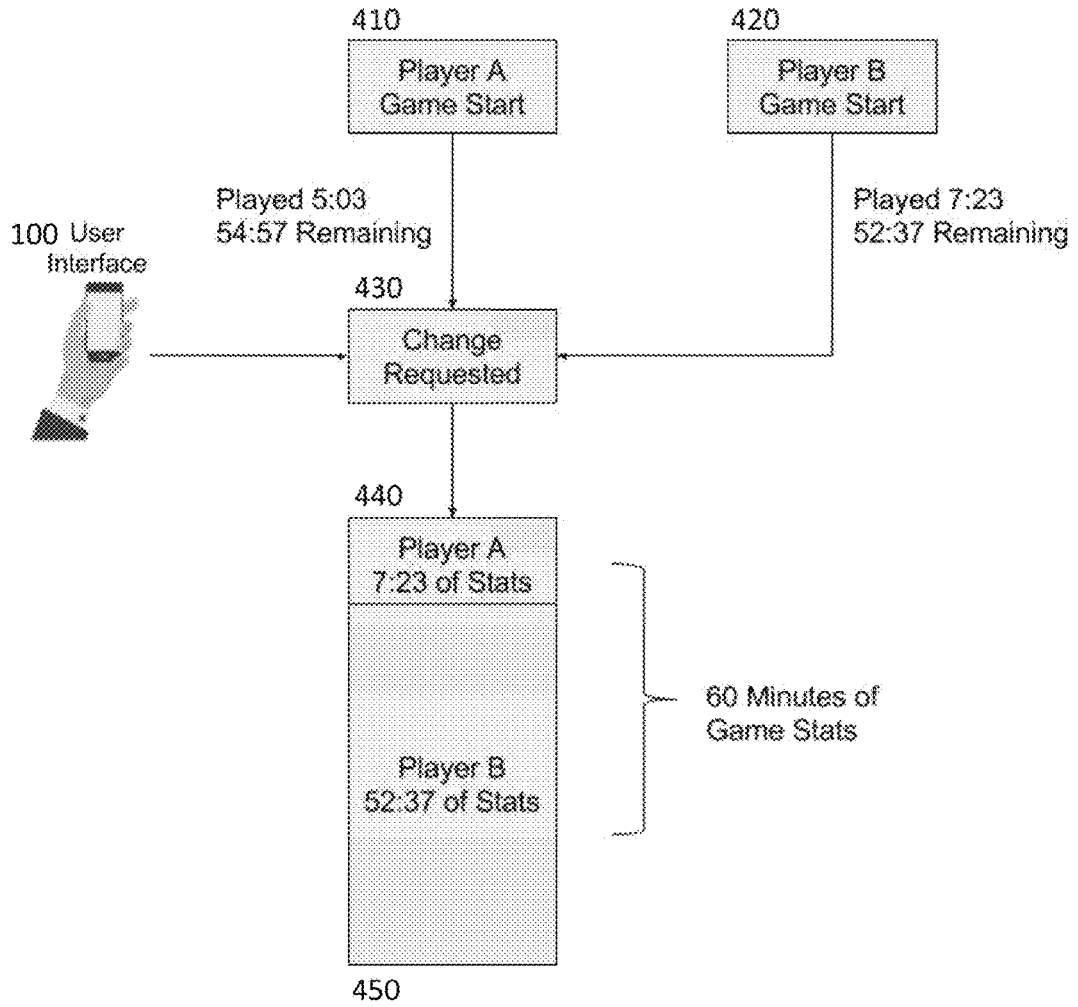 410
Player A
Game Start
420
Player B
Game Start
Played 5:03
54:57 Remaining
Played 7:23
52:37 Remaining
100 User
Interface
430
Change
Requested
440
Player A
7:23 of Stats
Player B
52:37 of Stats
60 Minutes of
Game Stats
450